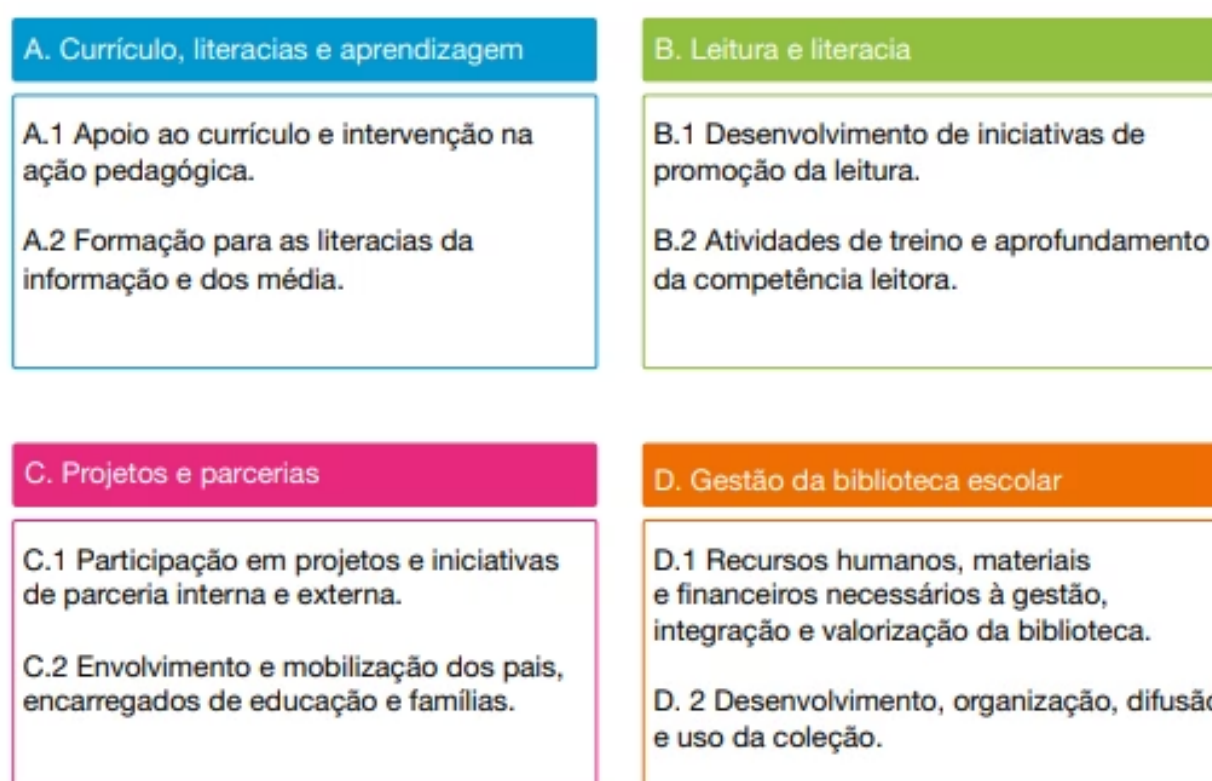 A. Currículo, literacias e aprendizagem
A.1 Apoio ao currículo e intervenção na
ação pedagógica.
A.2 Formação para as literacias da
informação e dos média.
B. Leitura e literacia
B.1 Desenvolvimento de iniciativas de
promoção da leitura.
B.2 Atividades de treino e aprofundamento
da competência leitora.
C. Projetos e parcerias
C.1 Participação em projetos e iniciativas
de parceria interna e externa.
C.2 Envolvimento e mobilização dos pais,
encarregados de educação e famílias.
D. Gestão da biblioteca escolar
D.1 Recursos humanos, materiais
e financeiros necessários à gestão,
integração e valorização da biblioteca.
D. 2 Desenvolvimento, organização, difusão
e uso da coleção.